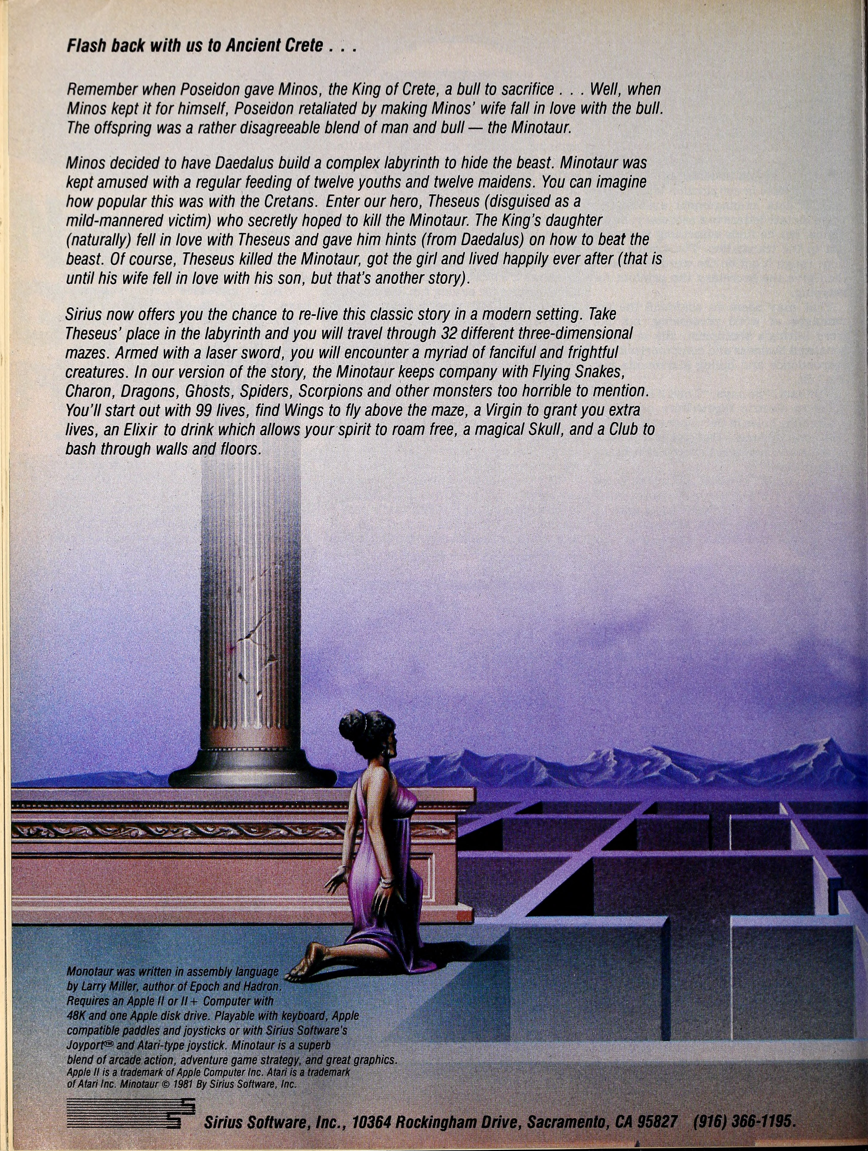 Flash back with us to Ancient Crete . . .
Remember when Poseidon gave Minos, the King of Crete, a bull to sacrifice . . . Well, when
Minos kept it for himself, Poseidon retaliated by making Minos' wife fall in love with the bull.
The offspring was a rather disagreeable blend of man and bull — the Minotaur.
Minos decided to have Daedalus build a complex labyrinth to hide the beast. Minotaur was
kept amused with a regular feeding of twelve youths and twelve maidens. You can imagine
how popular this was with the Cretans. Enter our hero, Theseus (disguised as a
mild-mannered victim) who secretly hoped to kill the Minotaur. The King's daughter
(naturally) fell in love with Theseus and gave him hints (from Daedalus) on how to beat the
beast. Of course, Theseus killed the Minotaur, got the girl and lived happily ever after (that is
until his wife fell in love with his son, but that's another story).
Sirius now offers you the chance to re-live this classic story in a modern setting. Take
Theseus' place in the labyrinth and you will travel through 32 different three-dimensional
mazes. Armed with a laser sword, you will encounter a myriad of fanciful and frightful
creatures. In our version of the story, the Minotaur keeps company with Flying Snakes,
Charon, Dragons, Ghosts, Spiders, Scorpions and other monsters too horrible to mention.
You'll start out with 99 lives, find Wings to fly above the maze, a Virgin to grant you extra
lives, an Elixir to drink which allows your spirit to roam free, a magical Skull, and a Club to
bash through walls and floors.
Monotaur was written in assembly language
by Larry Miller, author of Epoch and Hadron.
Requires an Apple II or II + Computer with
48K and one Apple disk drive. Playable with keyboard, Apple
compatible paddles and joysticks or with Sirius Software's
Joyport™ and Atari-type joystick. Minotaur is a superb
blend of arcade action, adventure game strategy, and great graphics.
Apple II is a trademark of Apple Computer Inc. Atari is a trademark
of Atari Inc. Minotaur © 1981 By Sirius Software, Inc.
Sirius Software, Inc., 10364 Rockingham Drive, Sacramento, CA 95827 (916) 366-1195.